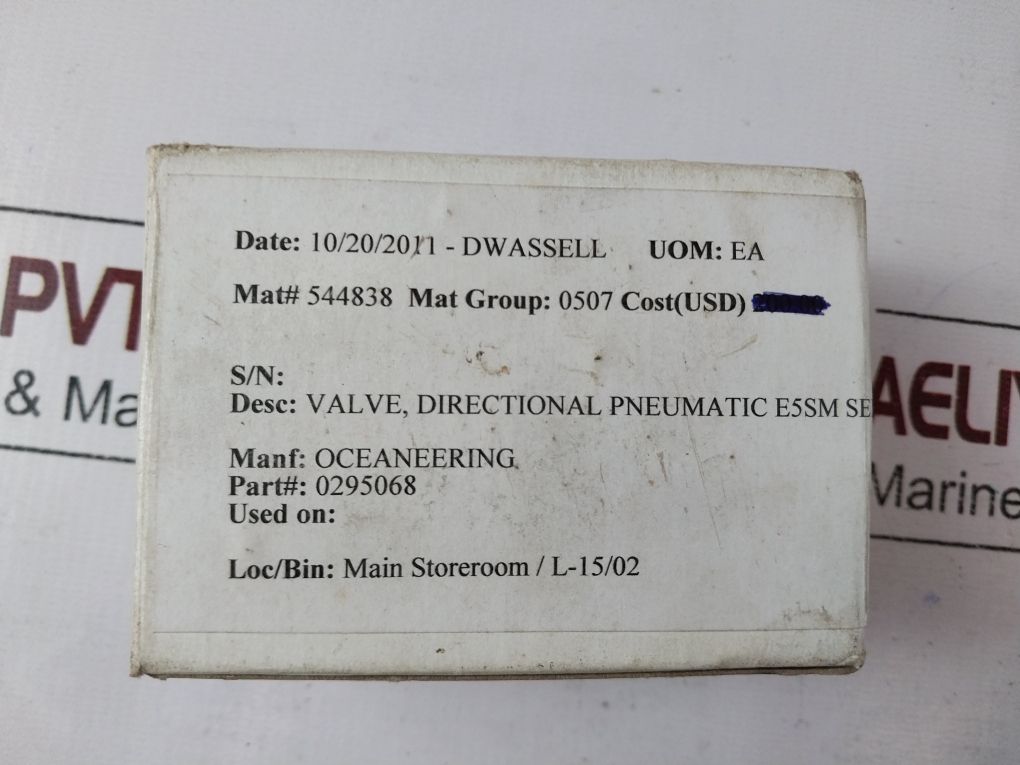 Date: 10/20/2011 - DWASSELL UOM: EA
Mat# 544838 Mat Group: 0507 Cost(USD)
S/N:
Desc: VALVE, DIRECTIONAL PNEUMATIC E5SM SE
Manf: OCEANEERING
Part#: 0295068
Used on:
Loc/Bin: Main Storeroom / L-15/02
PVT
& Ma
AELIY
Marine